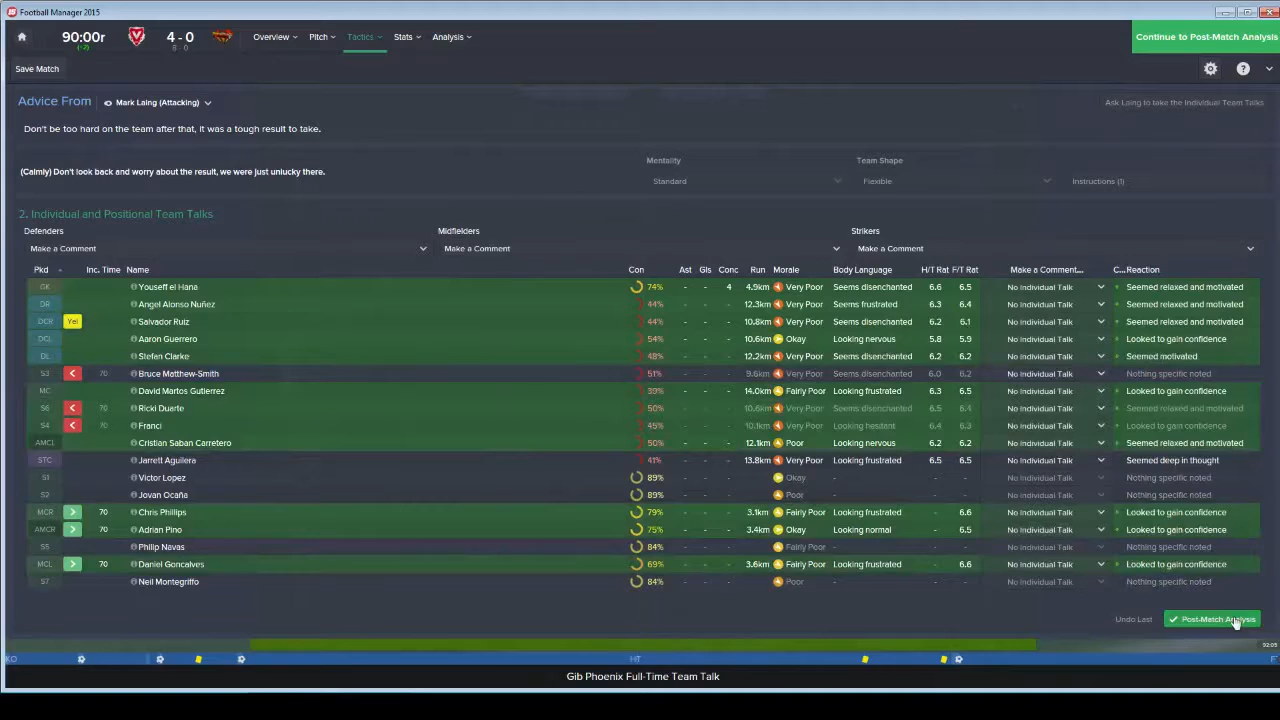 Football Manager 2015
90:00r
(-7)
4 - 0
8 - 0
Overview
Pitch
Tactics
Stats
Analysis
Continue to Post-Match Analysis
Save Match
Advice From
Mark Laing (Attacking)
Ask Laing to take the Individual Team Talks
Don't be too hard on the team after that, it was a tough result to take.
Mentality Team Shape
(Calmly) Don't look back and worry about the result, we were just unlucky there.
Standard Flexible Instructions (1)
2. Individual and Positional Team Talks
Defenders Midfielders Strikers
Make a Comment Make a Comment Make a Comment
Pkd Inc. Time Name Con Ast Gls Conc Run Morale Body Language H/T Rat F/T Rat Make a Comment... C... Reaction
GK Youseff el Hana 74% - - 4 4.9km Very Poor Seems disenchanted 6.6 6.5 No Individual Talk Seemed relaxed and motivated
DR Angel Alonso Nuñez 44% - - - 12.3km Very Poor Seems frustrated 6.3 6.4 No Individual Talk Seemed relaxed and motivated
DCR Yel Salvador Ruiz 44% - - - 10.8km Very Poor Seems disenchanted 6.2 6.1 No Individual Talk Seemed relaxed and motivated
DCL Aaron Guerrero 54% - - - 10.6km Okay Looking nervous 5.8 5.9 No Individual Talk Looked to gain confidence
DL Stefan Clarke 48% - - - 12.2km Very Poor Seems disenchanted 6.2 6.2 No Individual Talk Seemed motivated
S3 70 Bruce Matthew-Smith 51% - - - 9.6km Very Poor Seems disenchanted 6.0 6.2 No Individual Talk Nothing specific noted
MC David Martos Gutierrez 39% - - - 14.0km Fairly Poor Looking frustrated 6.3 6.5 No Individual Talk Looked to gain confidence
S6 70 Ricki Duarte 50% - - - 10.6km Very Poor Seems disenchanted 6.5 6.4 No Individual Talk Seemed relaxed and motivated
S4 70 Franci 45% - - - 10.1km Very Poor Looking hesitant 6.4 6.3 No Individual Talk Looked to gain confidence
AMCL Cristian Saban Carretero 50% - - - 12.1km Poor Looking nervous 6.2 6.2 No Individual Talk Seemed relaxed and motivated
STC Jarrett Aguilera 41% - - - 13.8km Very Poor Looking frustrated 6.5 6.5 No Individual Talk Seemed deep in thought
S1 Victor Lopez 89% - - - - Okay - - - No Individual Talk Nothing specific noted
S2 Jovan Ocaña 89% - - - - Poor - - - No Individual Talk Nothing specific noted
MCR 70 Chris Phillips 79% - - - 3.1km Fairly Poor Looking frustrated - 6.6 No Individual Talk Looked to gain confidence
AMCR 70 Adrian Pino 75% - - - 3.4km Okay Looking normal - 6.5 No Individual Talk Looked to gain confidence
S5 Philip Navas 84% - - - - Fairly Poor - - - No Individual Talk Nothing specific noted
MCL 70 Daniel Goncalves 69% - - - 3.6km Fairly Poor Looking frustrated - 6.6 No Individual Talk Looked to gain confidence
S7 Neil Montegriffo 84% - - - - Poor - - - No Individual Talk Nothing specific noted
Undo Last Post-Match Analysis
92:05
KO HT F
Gib Phoenix Full-Time Team Talk